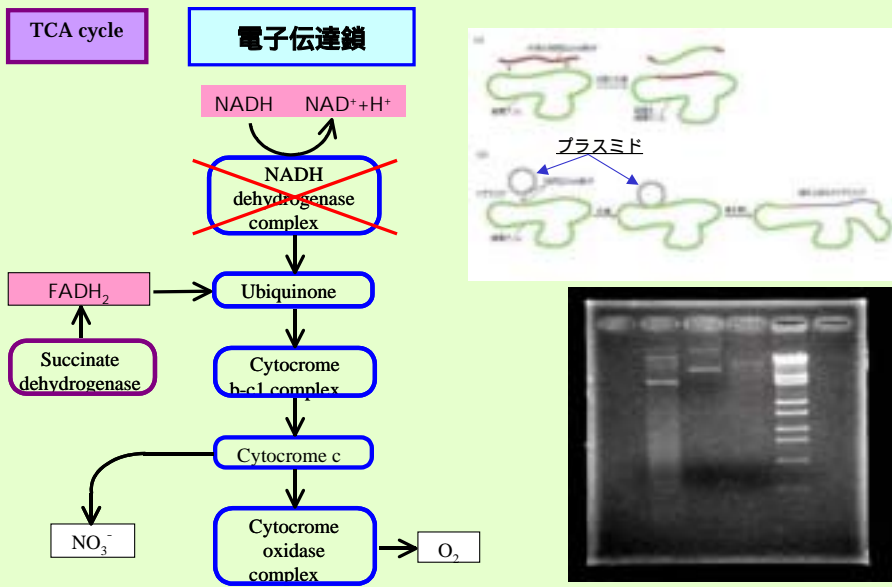 TCA cycle
電子伝達鎖
NADH NAD⁺+H⁺
NADH
dehydrogenase
complex
FADH₂
Ubiquinone
Succinate
dehydrogenase
Cytocrome
b-c1 complex
Cytocrome c
NO₃⁻
Cytocrome
oxidase
complex
O₂
プラスミド